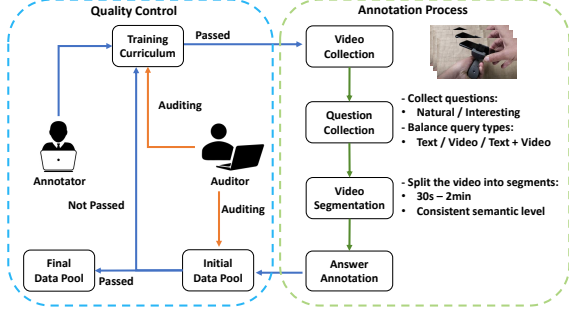 Quality Control
Annotation Process
Training
Curriculum
Passed
Video
Collection
Auditing
Question
Collection
- Collect questions:
• Natural / Interesting
- Balance query types:
• Text / Video / Text + Video
Annotator
Auditor
Not Passed
Auditing
Video
Segmentation
- Split the video into segments:
• 30s – 2min
• Consistent semantic level
Final
Data Pool
Passed
Initial
Data Pool
Answer
Annotation